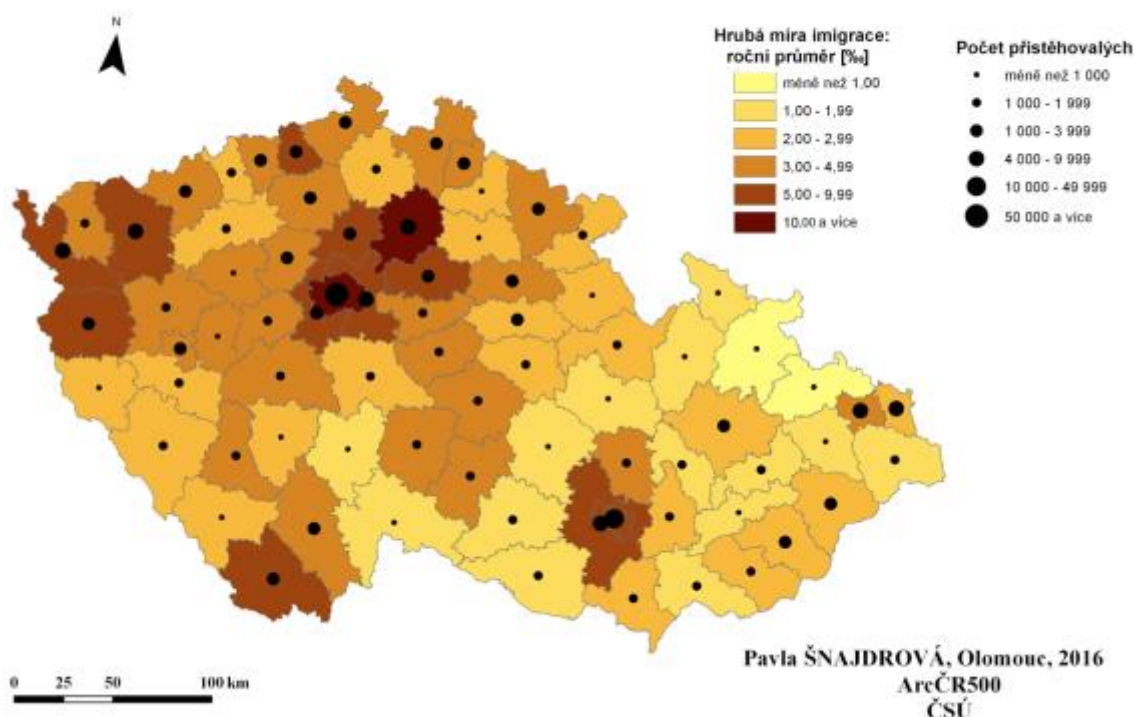 N
Hrubá míra imigrace:
roční průměr [‰]
méně než 1,00
1,00 - 1,99
2,00 - 2,99
3,00 - 4,99
5,00 - 9,99
10,00 a více
Počet přistěhovalých
méně než 1 000
1 000 - 1 999
1 000 - 3 999
4 000 - 9 999
10 000 - 49 999
50 000 a více
0 25 50 100 km
Pavla ŠNAJDROVÁ, Olomouc, 2016
ArcČR500
ČSÚ